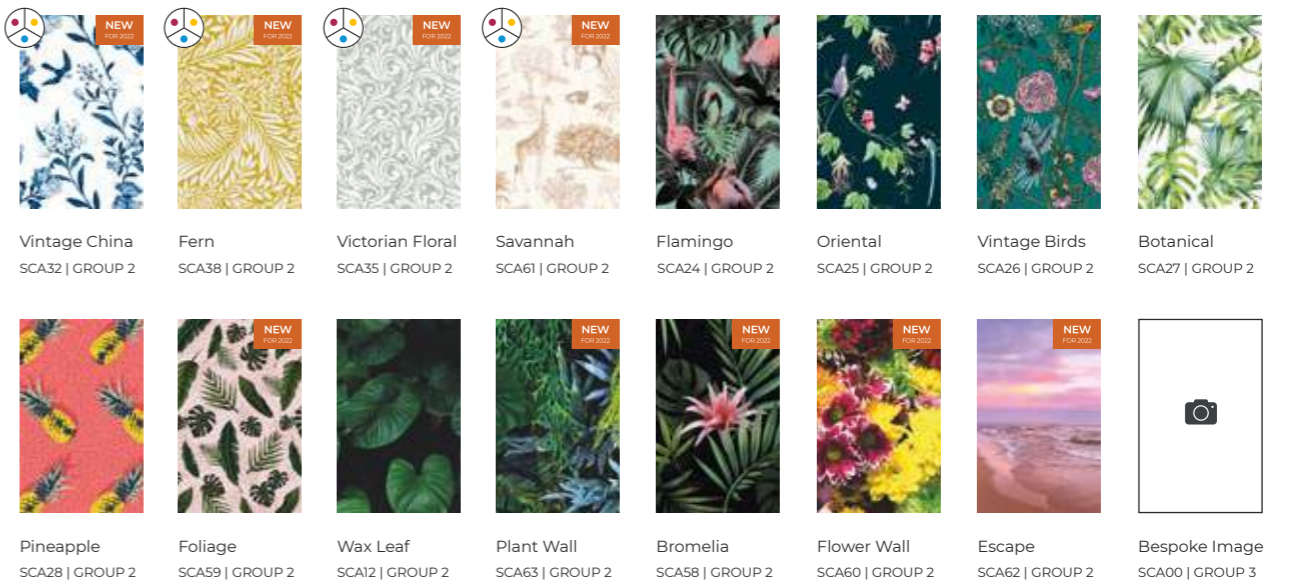 NEW
FOR 2022
NEW
FOR 2022
NEW
FOR 2022
NEW
FOR 2022
Vintage China
SCA32 | GROUP 2
Fern
SCA38 | GROUP 2
Victorian Floral
SCA35 | GROUP 2
Savannah
SCA61 | GROUP 2
Flamingo
SCA24 | GROUP 2
Oriental
SCA25 | GROUP 2
Vintage Birds
SCA26 | GROUP 2
Botanical
SCA27 | GROUP 2
NEW
FOR 2022
NEW
FOR 2022
NEW
FOR 2022
NEW
FOR 2022
NEW
FOR 2022
Pineapple
SCA28 | GROUP 2
Foliage
SCA59 | GROUP 2
Wax Leaf
SCA12 | GROUP 2
Plant Wall
SCA63 | GROUP 2
Bromelia
SCA58 | GROUP 2
Flower Wall
SCA60 | GROUP 2
Escape
SCA62 | GROUP 2
Bespoke Image
SCA00 | GROUP 3